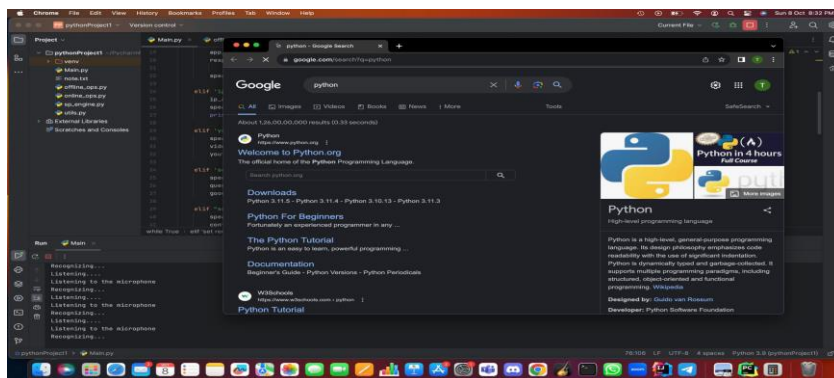 Chrome File Edit View History Bookmarks Profiles Tab Window Help
Sun 8 Oct 8:32 PM
pythonProject1 Version control
Current File
Project
Main.py
pythonProject1
venv
Main.py
note.txt
offline_ops.py
online_ops.py
sp_engine.py
utils.py
External Libraries
Scratches and Consoles
elif
elif
elif
elif
while True
python - Google Search
google.com/search?q=python
Google
python
All Images Videos Books News More
Tools
SafeSearch
About 1,26,00,00,000 results (0.33 seconds)
Python
https://www.python.org
Welcome to Python.org
The official home of the Python Programming Language.
Search python.org
Downloads
Python 3.11.5 - Python 3.11.4 - Python 3.10.13 - Python 3.11.3
Python For Beginners
Fortunately an experienced programmer in any ...
The Python Tutorial
Python is an easy to learn, powerful programming ...
Documentation
Beginner's Guide - Python Versions - Python Periodicals
W3Schools
https://www.w3schools.com › python
Python Tutorial
Python in 4 hours
Full Course
More images
Python
High-level programming language
Python is a high-level, general-purpose programming
language. Its design philosophy emphasizes code
readability with the use of significant indentation.
Python is dynamically typed and garbage-collected. It
supports multiple programming paradigms, including
structured, object-oriented and functional
programming. Wikipedia
Designed by: Guido van Rossum
Developer: Python Software Foundation
Run Main
Recognizing...
Listening....
Listening to the microphone
Recognizing...
Listening....
Listening to the microphone
Recognizing...
Listening....
Listening to the microphone
Recognizing...
pythonProject1 Main.py
78:106 LF UTF-8 4 spaces Python 3.8 (pythonProject1)